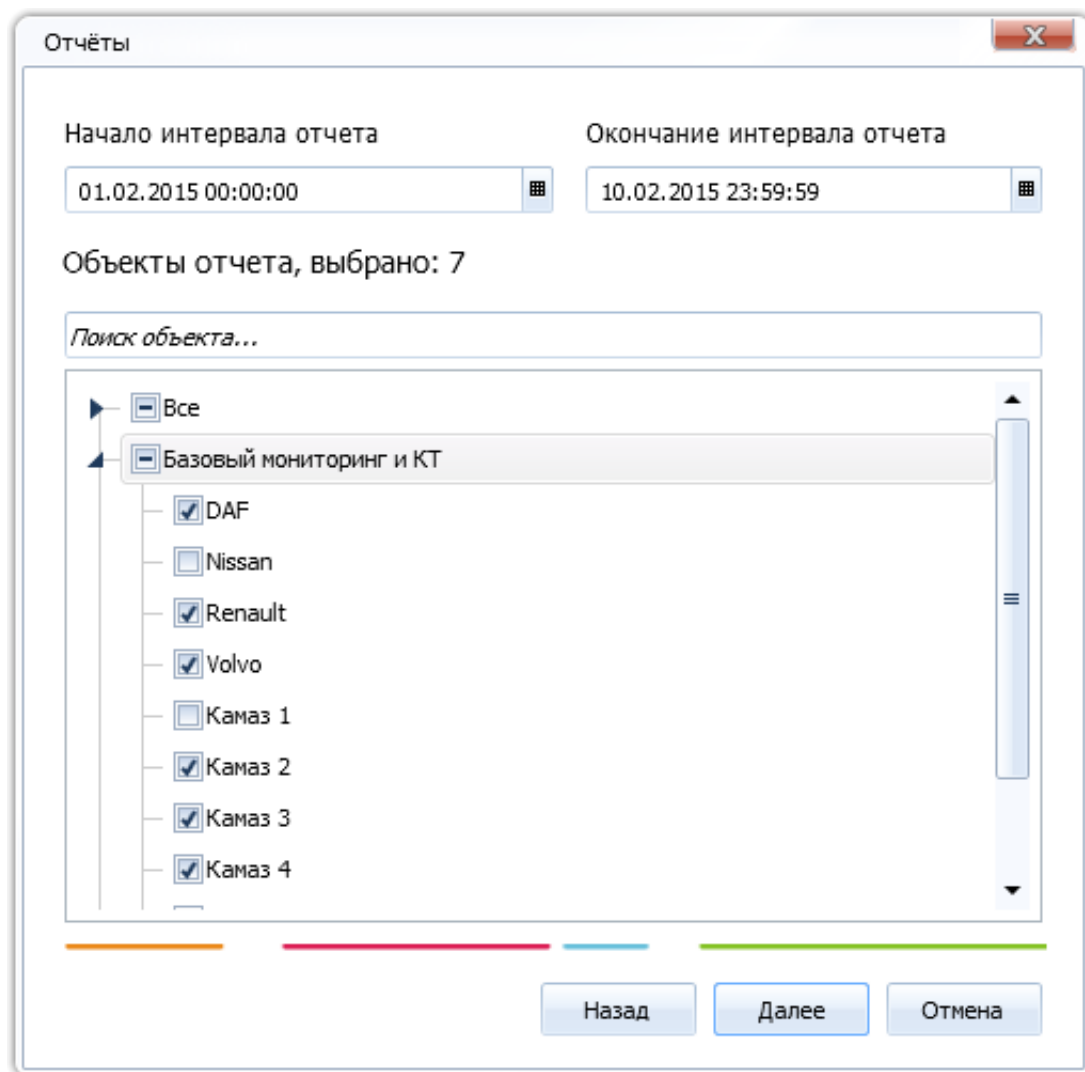 Отчёты
Начало интервала отчета Окончание интервала отчета
01.02.2015 00:00:00 10.02.2015 23:59:59
Объекты отчета, выбрано: 7
Поиск объекта...
Все
Базовый мониторинг и КТ
DAF
Nissan
Renault
Volvo
Камаз 1
Камаз 2
Камаз 3
Камаз 4
Назад Далее Отмена